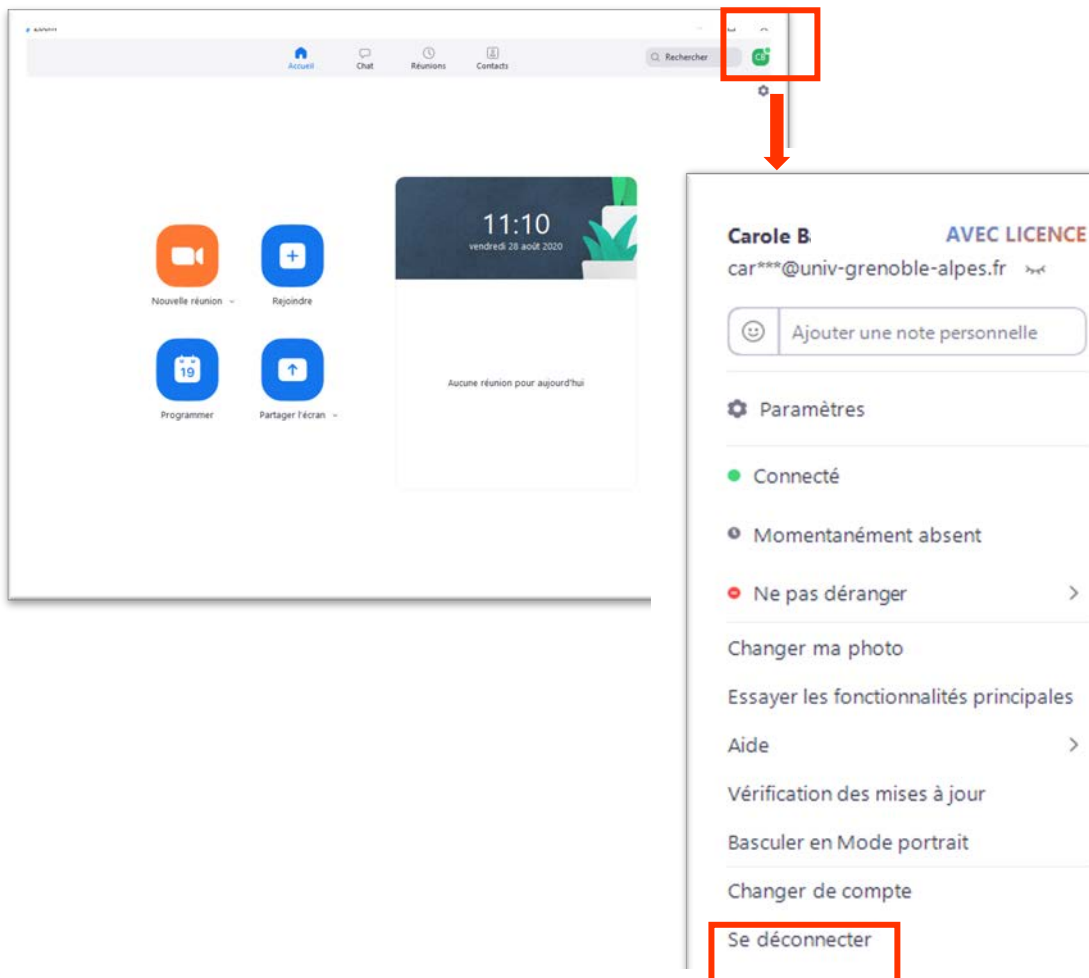 Accueil
Chat
Réunions
Contacts
Rechercher
CB
11:10
vendredi 28 août 2020
Nouvelle réunion
Rejoindre
19
Programmer
Partager l'écran
Aucune réunion pour aujourd'hui
Carole B
AVEC LICENCE
car***@univ-grenoble-alpes.fr
Ajouter une note personnelle
Paramètres
Connecté
Momentanément absent
Ne pas déranger
Changer ma photo
Essayer les fonctionnalités principales
Aide
Vérification des mises à jour
Basculer en Mode portrait
Changer de compte
Se déconnecter